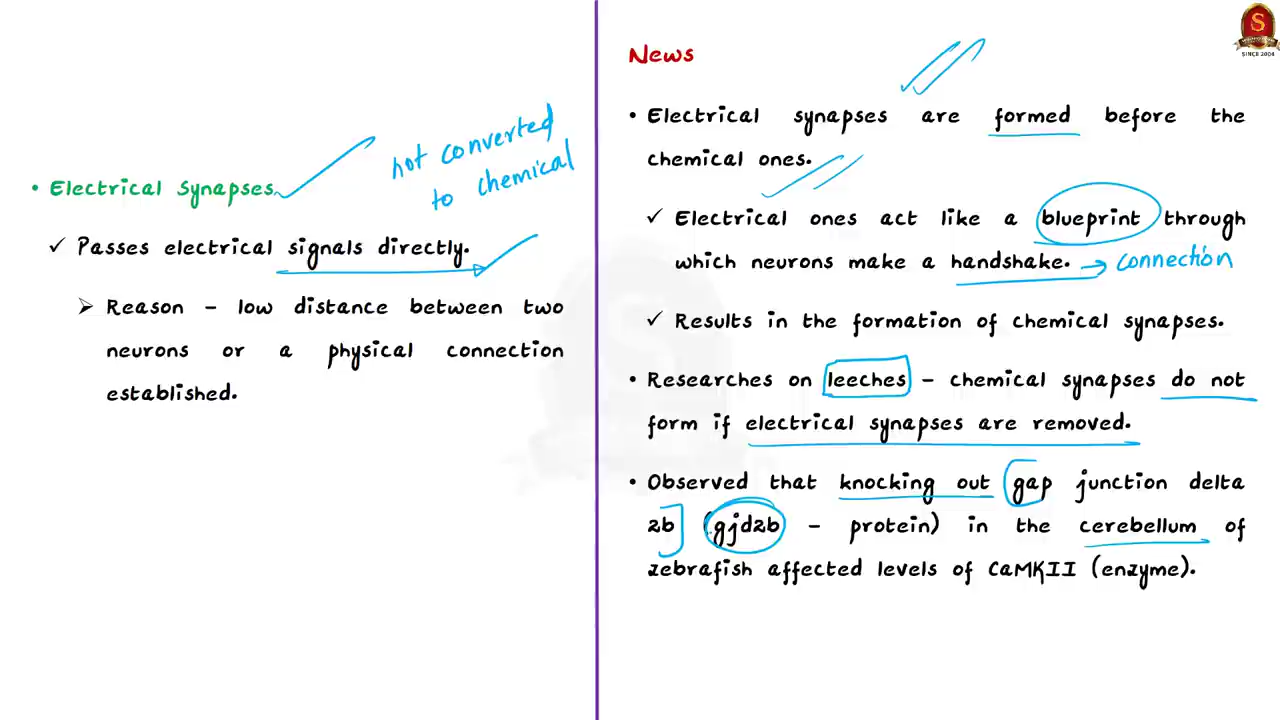 • Electrical Synapses
not converted
to chemical
✓ Passes electrical signals directly.
➢ Reason – low distance between two
neurons or a physical connection
established.
News
• Electrical synapses are formed before the
chemical ones.
✓ Electrical ones act like a blueprint through
which neurons make a handshake. → connection
✓ Results in the formation of chemical synapses.
• Researches on leeches – chemical synapses do not
form if electrical synapses are removed.
• Observed that knocking out gap junction delta
2b (gjd2b – protein) in the cerebellum of
zebrafish affected levels of CaMKII (enzyme).
S
SINCE 2004